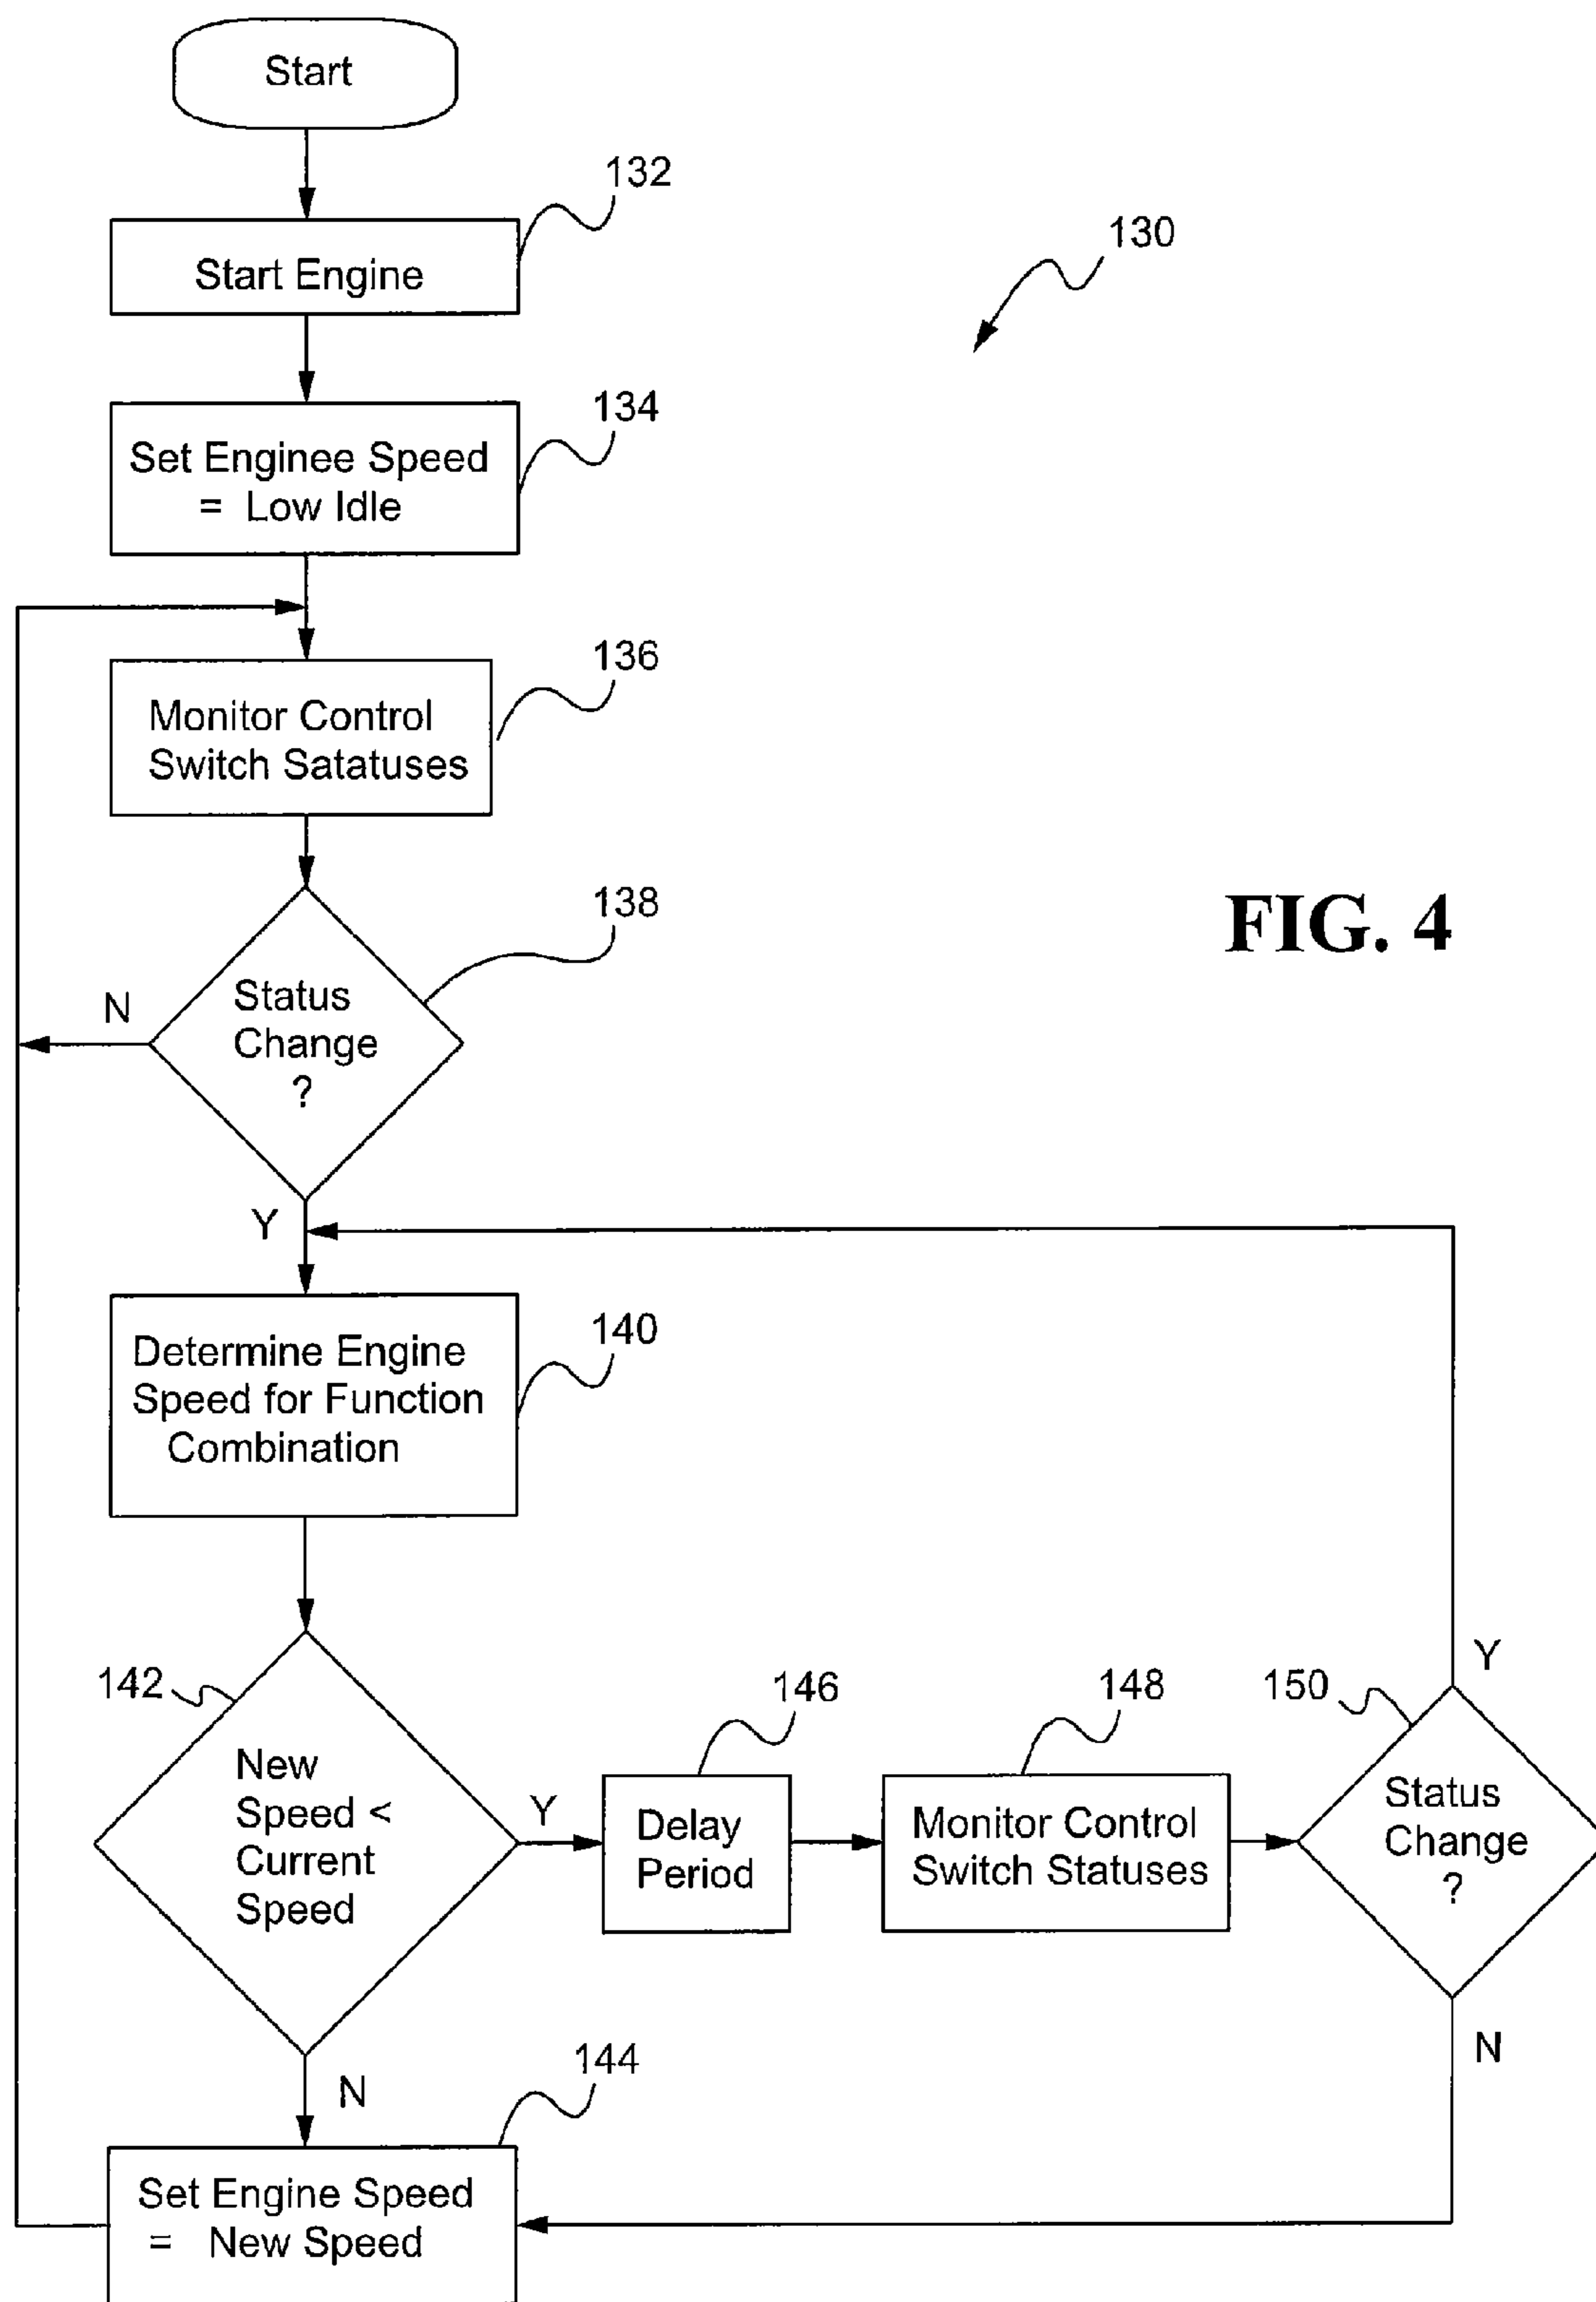 Start
132
Start Engine
130
134
Set Enginee Speed
= Low Idle
136
Monitor Control
Switch Satatuses
138
Status
Change
?
N
FIG. 4
Y
140
Determine Engine
Speed for Function
Combination
142
New
Speed <
Current
Speed
Y
146
Delay
Period
148
Monitor Control
Switch Statuses
150
Status
Change
?
Y
N
N
144
Set Engine Speed
= New Speed